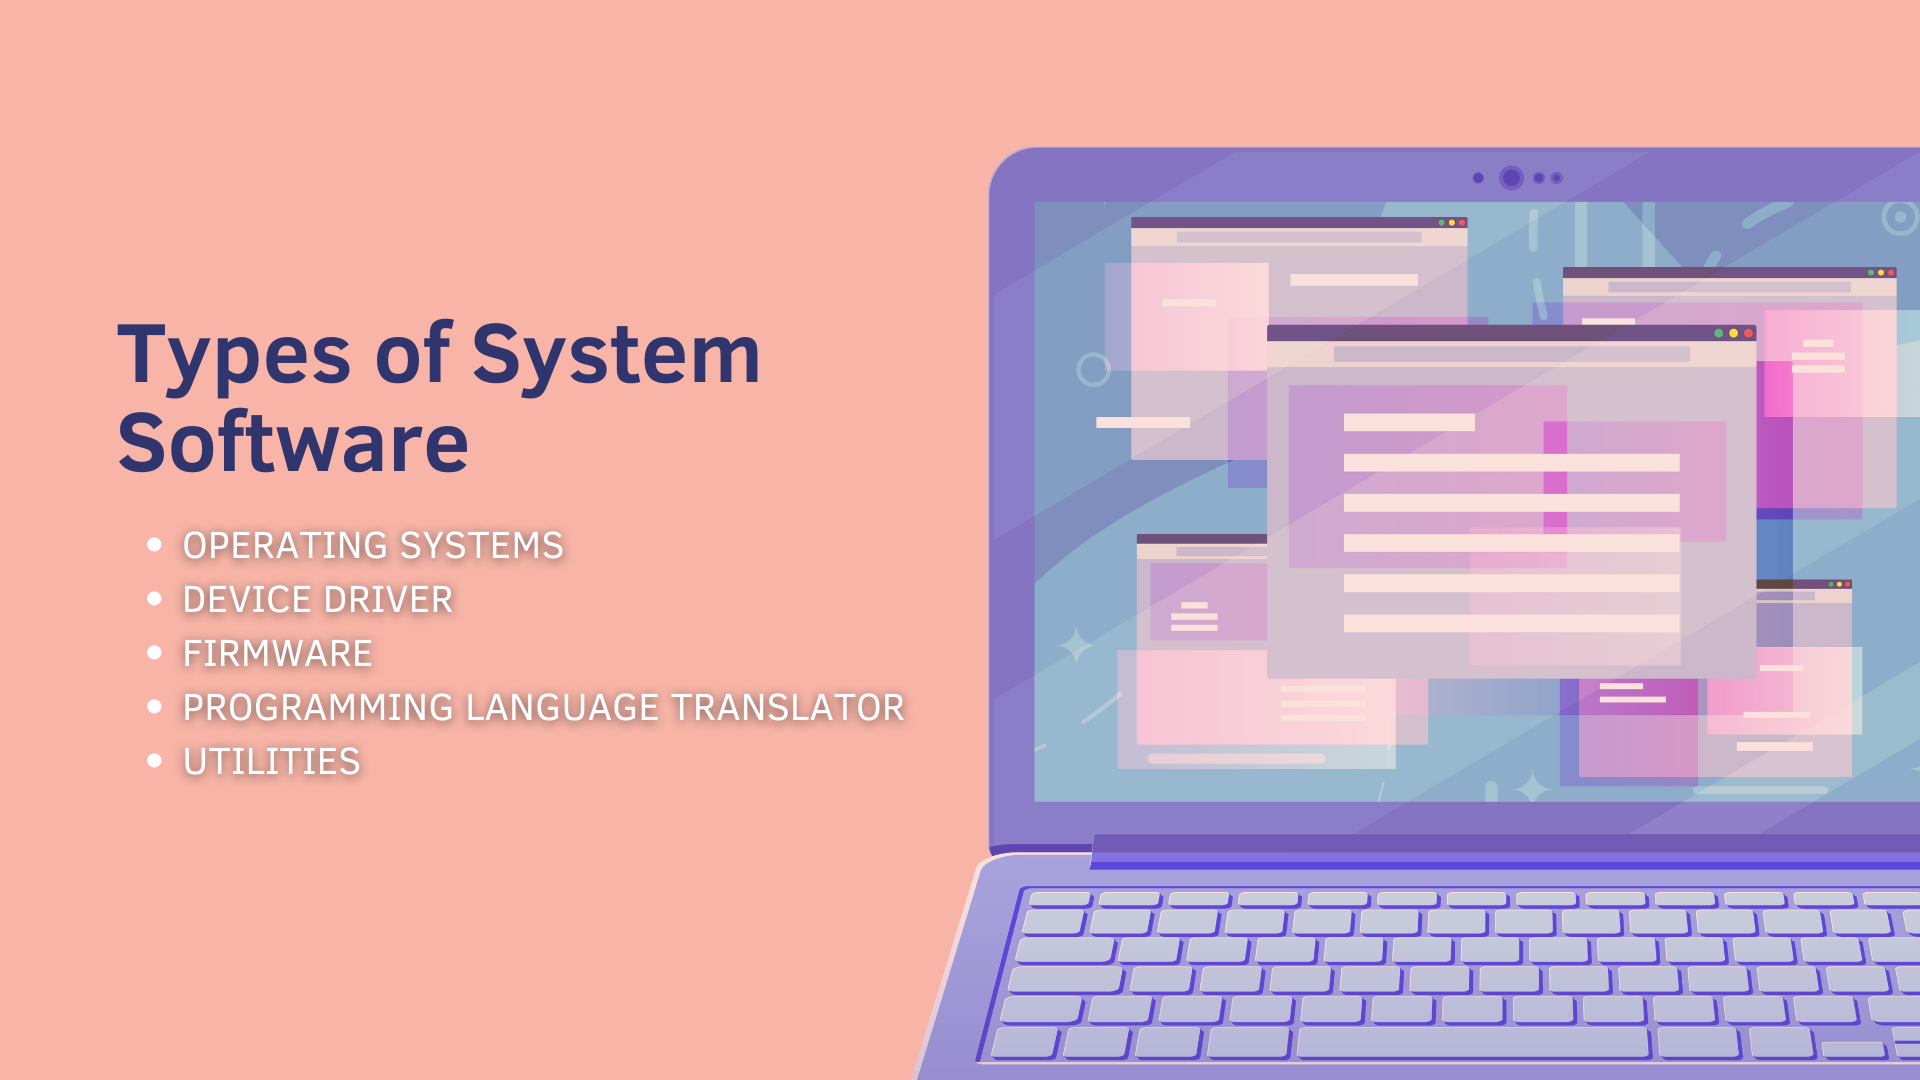 Types of System
Software
OPERATING SYSTEMS
DEVICE DRIVER
FIRMWARE
PROGRAMMING LANGUAGE TRANSLATOR
UTILITIES